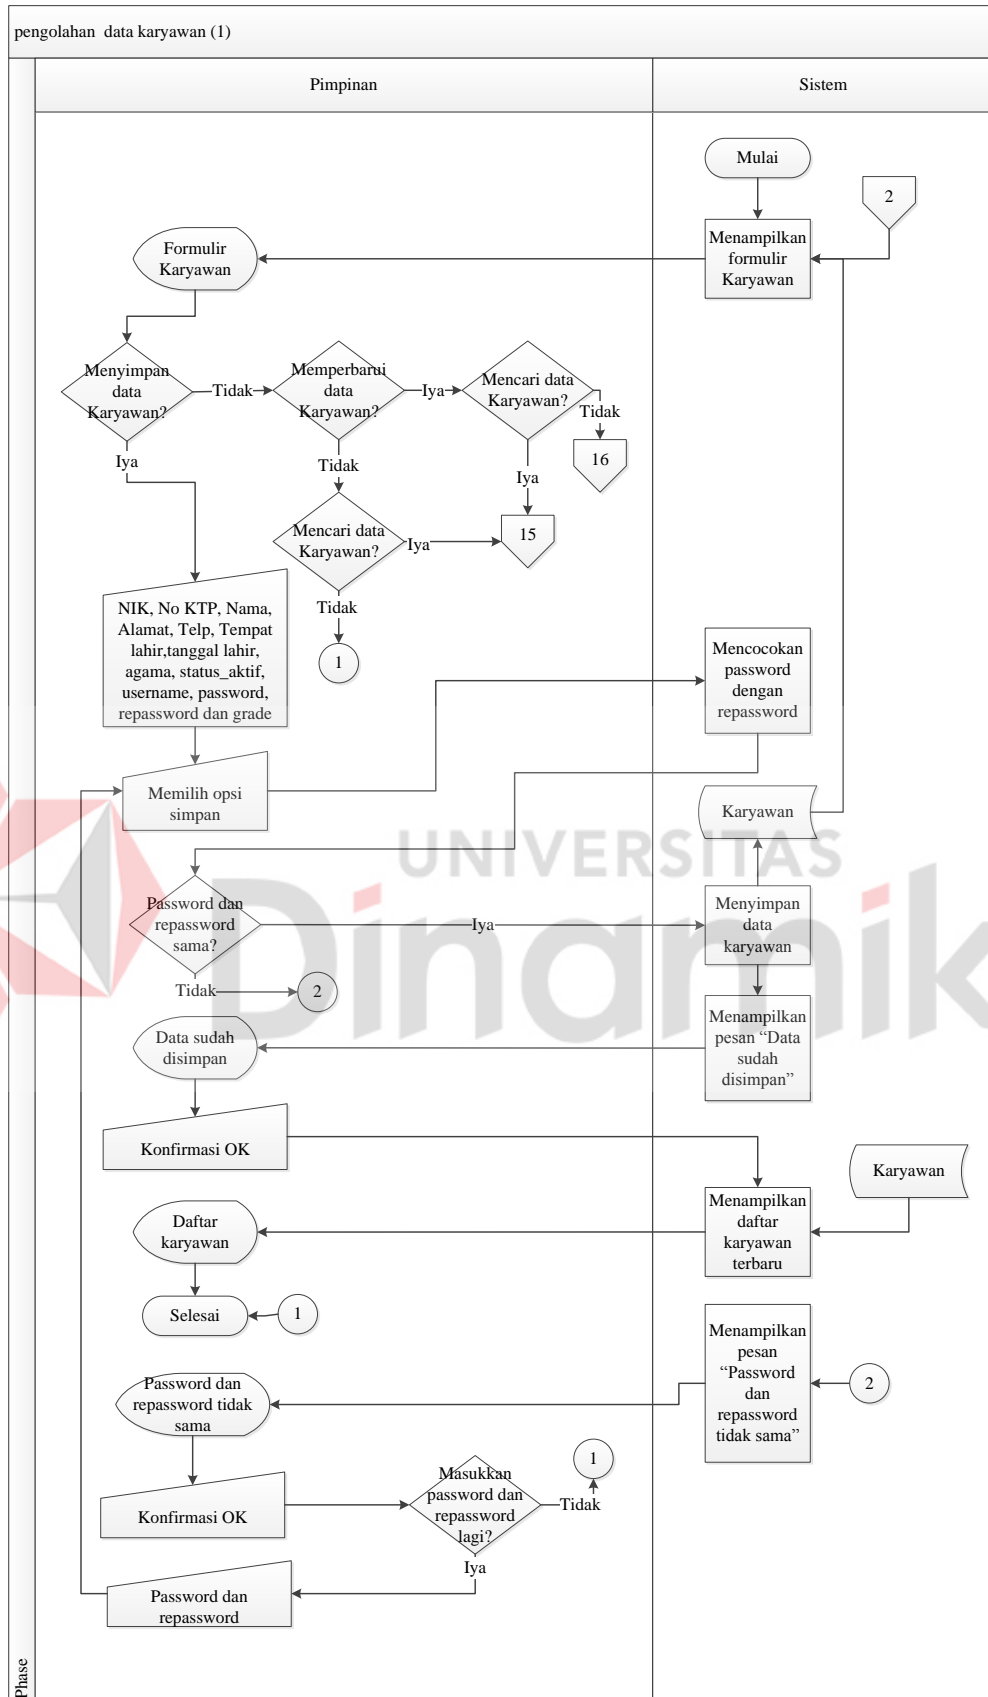 pengolahan data karyawan (1)
Pimpinan
Sistem
Mulai
2
Menampilkan
formulir
Karyawan
Formulir
Karyawan
Menyimpan
data
Karyawan?
Tidak
Memperbarui
data
Karyawan?
Iya
Mencari data
Karyawan?
Tidak
16
Iya
Tidak
Iya
15
Mencari data
Karyawan?
Iya
Tidak
1
NIK, No KTP, Nama,
Alamat, Telp, Tempat
lahir,tanggal lahir,
agama, status_aktif,
username, password,
repassword dan grade
Mencocokan
password
dengan
repassword
Memilih opsi
simpan
Karyawan
UNIVERSITAS
Dinamik
Password dan
repassword
sama?
Iya
Menyimpan
data
karyawan
Tidak
2
Data sudah
disimpan
Menampilkan
pesan “Data
sudah
disimpan”
Konfirmasi OK
Karyawan
Daftar
karyawan
Menampilkan
daftar
karyawan
terbaru
Selesai
1
Menampilkan
pesan
“Password
dan
repassword
tidak sama”
2
Password dan
repassword tidak
sama
1
Konfirmasi OK
Masukkan
password dan
repassword
lagi?
Tidak
Iya
Password dan
repassword
Phase